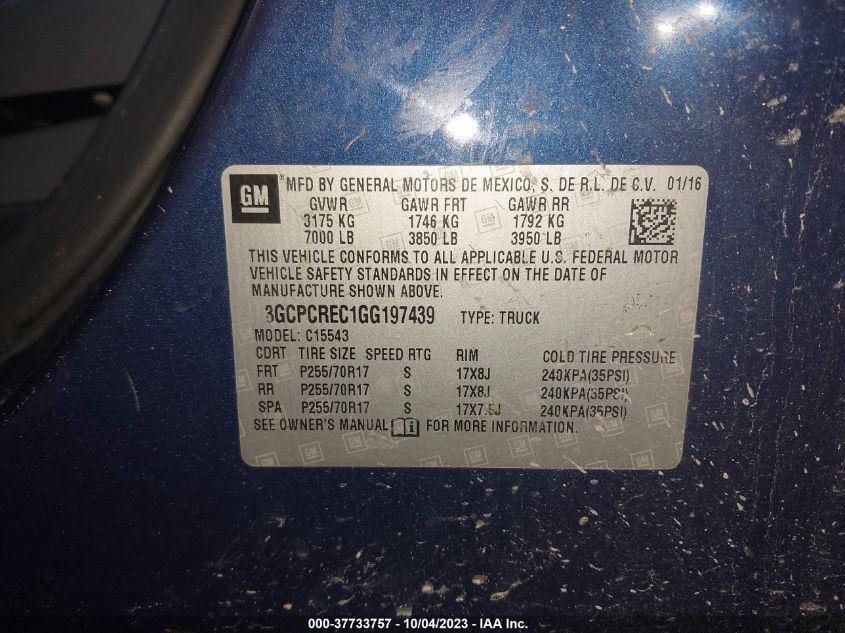 GM ® MFD BY GENERAL MOTORS DE MEXICO, S. DE R.L. DE C.V. 01/16
GVWR GAWR FRT GAWR RR
3175 KG 1746 KG 1792 KG
7000 LB 3850 LB 3950 LB
THIS VEHICLE CONFORMS TO ALL APPLICABLE U.S. FEDERAL MOTOR
VEHICLE SAFETY STANDARDS IN EFFECT ON THE DATE OF
MANUFACTURE SHOWN ABOVE.
3GCPCREC1GG197439 TYPE: TRUCK
MODEL: C15543
CDRT TIRE SIZE SPEED RTG RIM COLD TIRE PRESSURE
FRT P255/70R17 S 17X8J 240KPA(35PSI)
RR P255/70R17 S 17X8J 240KPA(35PSI)
SPA P255/70R17 S 17X7.5J 240KPA(35PSI)
SEE OWNER'S MANUAL FOR MORE INFORMATION.
000-37733757 - 10/04/2023 - IAA Inc.